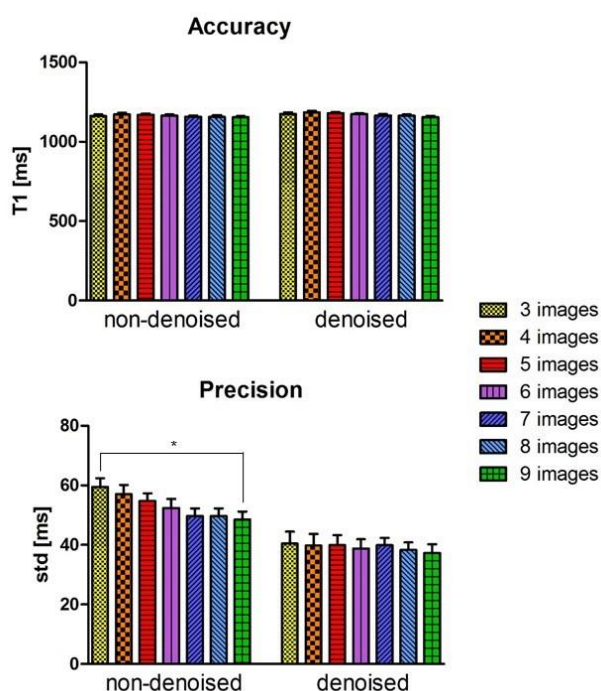 Accuracy
1500
1000
500
0
T1 [ms]
non-denoised denoised
3 images
4 images
5 images
6 images
7 images
8 images
9 images
Precision
80
60
40
20
0
std [ms]
*
non-denoised denoised